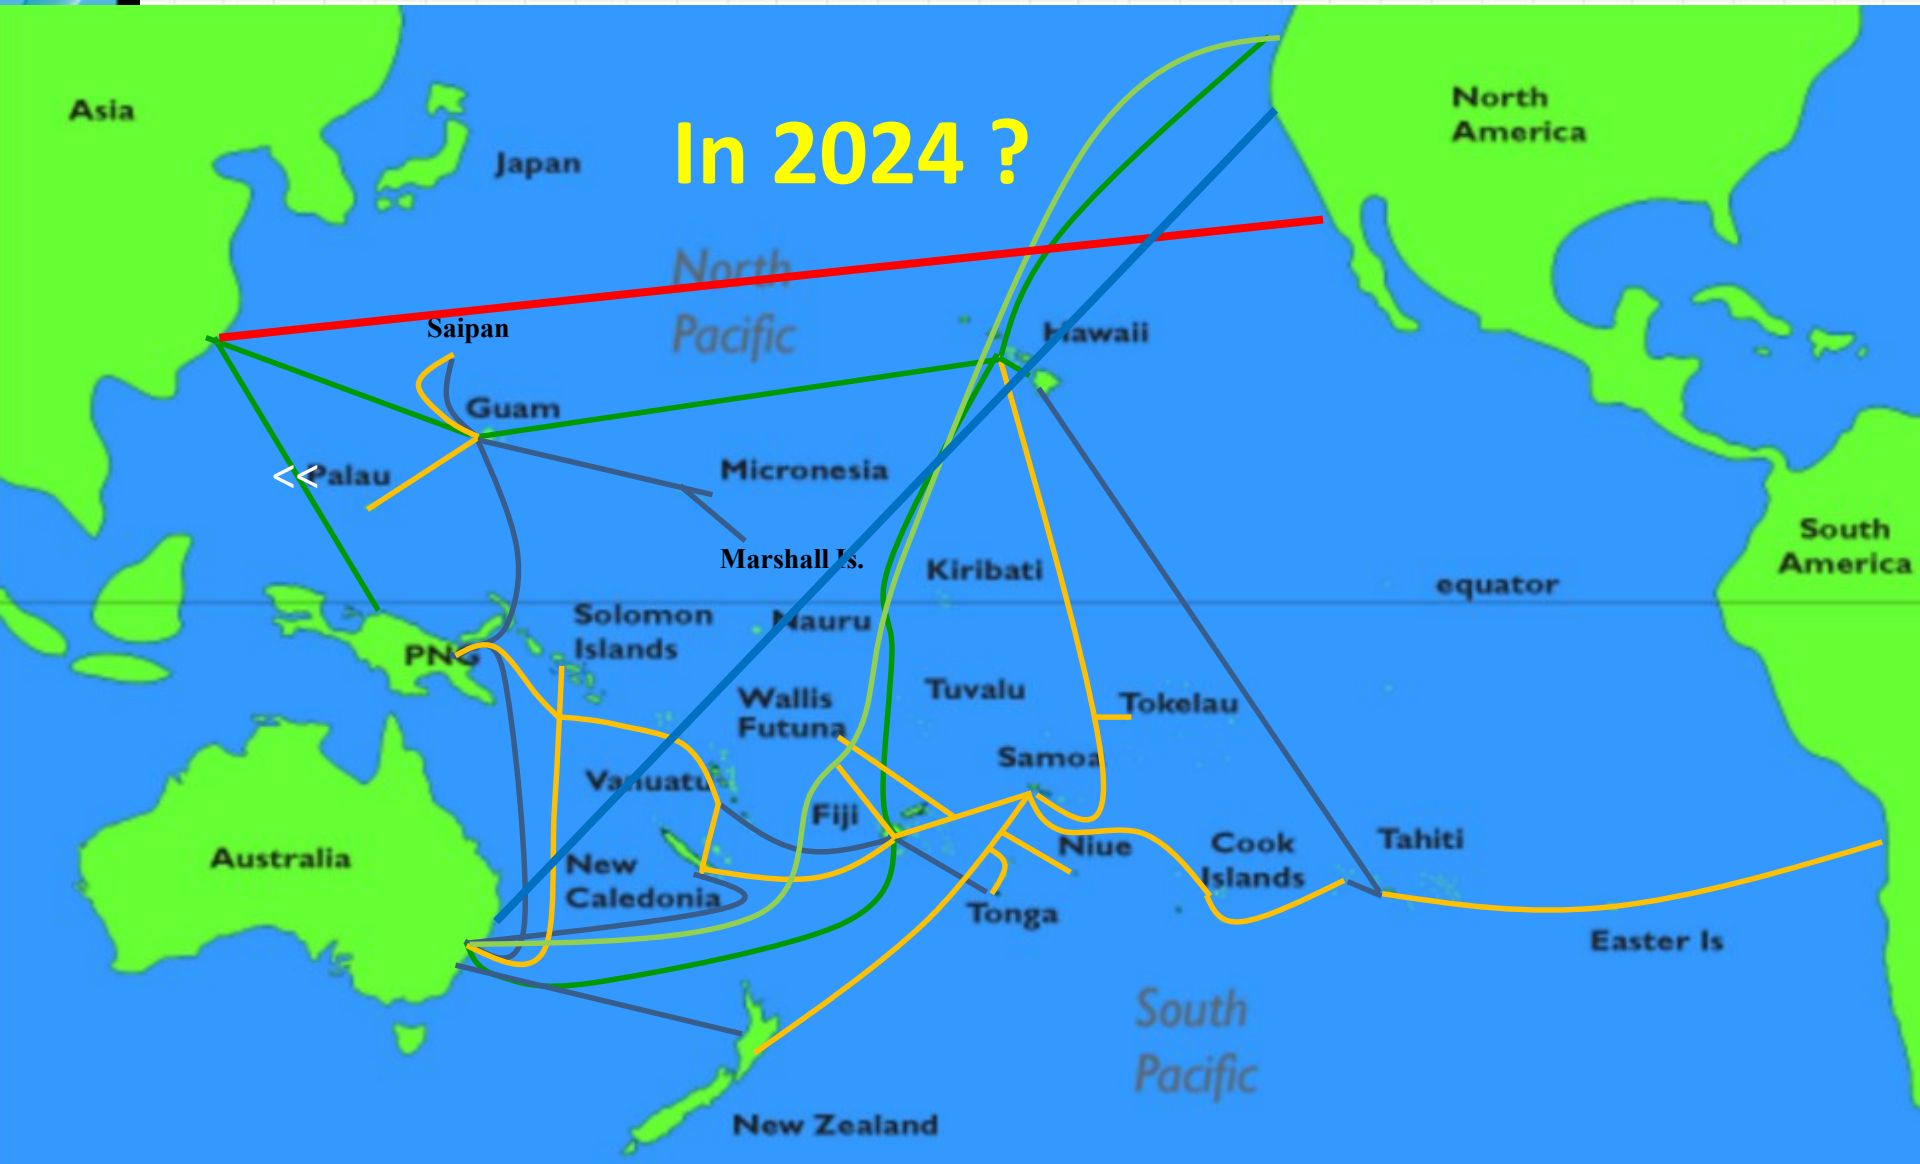 Asia
North
America
In 2024 ?
Japan
North
Pacific
Saipan
Hawaii
Guam
<<
Palau
Micronesia
South
America
Marshall Is.
Kiribati
equator
Solomon
Islands
Nauru
PNG
Wallis
Futuna
Tuvalu
Tokelau
Samoa
Vanuatu
Fiji
Niue
Cook
Islands
Tahiti
Australia
New
Caledonia
Tonga
Easter Is
South
Pacific
New Zealand